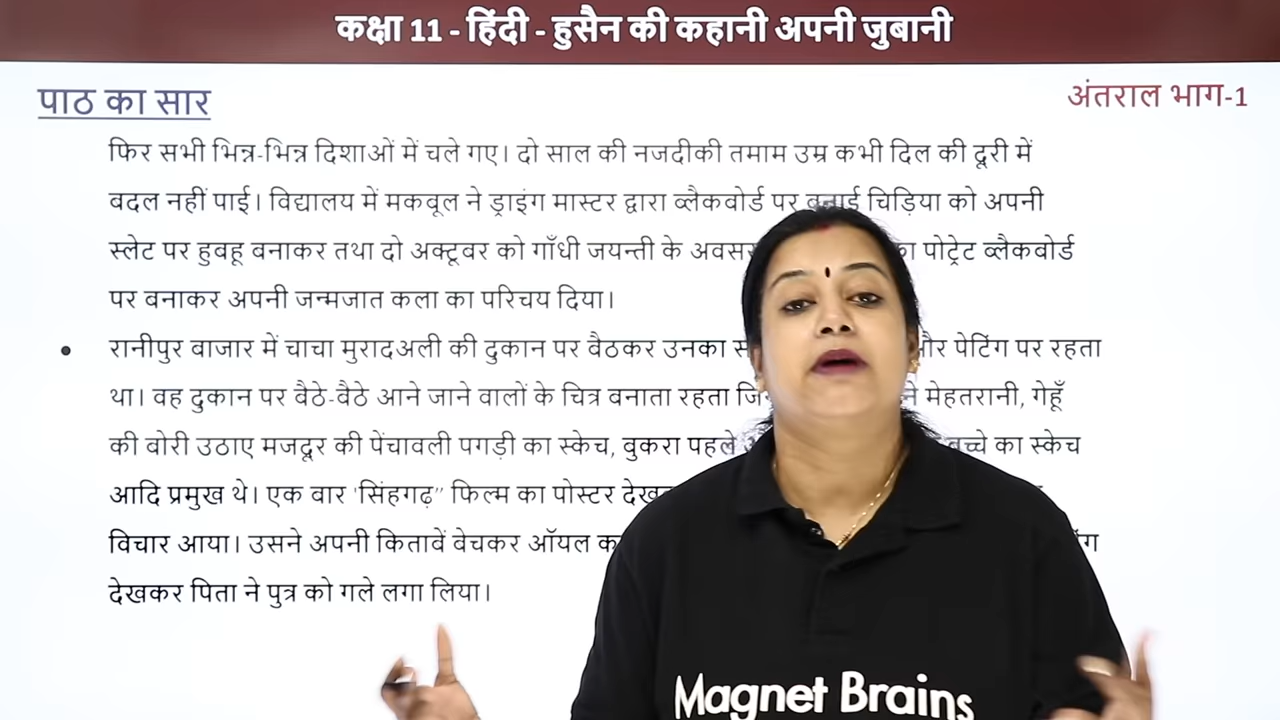 कक्षा 11 - हिंदी - हुसैन की कहानी अपनी जुबानी
पाठ का सार
अंतराल भाग-1
फिर सभी भिन्न-भिन्न दिशाओं में चले गए। दो साल की नजदीकी तमाम उम्र कभी दिल की दूरी में
बदल नहीं पाई। विद्यालय में मकबूल ने ड्राइंग मास्टर द्वारा ब्लैकबोर्ड पर बनाई चिड़िया को अपनी
स्लेट पर हुबहू बनाकर तथा दो अक्टूबर को गाँधी जयन्ती के पोट्रेट ब्लैकबोर्ड
पर बनाकर अपनी जन्मजात कला का परिचय दिया।
• रानीपुर बाजार में चाचा मुरादअली की दुकान पर बैठकर उनका पेटिंग पर रहता
था। वह दुकान पर बैठे-बैठे आने जाने वालों के चित्र बनाता रहता मेहतरानी, गेहूँ
की बोरी उठाए मजदूर की पेंचावली पगड़ी का स्केच, बुकरा पहले बच्चे का स्केच
आदि प्रमुख थे। एक बार 'सिंहगढ़" फिल्म का पोस्टर
विचार आया। उसने अपनी किताबें बेचकर ऑयल
देखकर पिता ने पुत्र को गले लगा लिया।
Magnet Brains